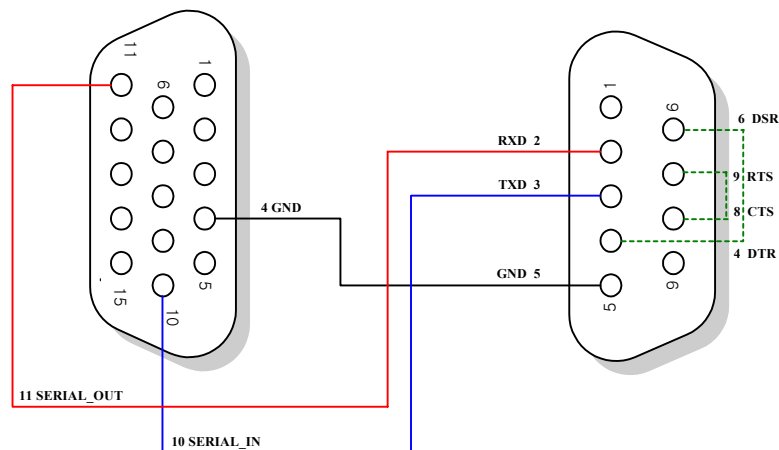 11
1
6
15
5
10
4 GND
11 SERIAL_OUT
10 SERIAL_IN
RXD 2
TXD 3
GND 5
1
6
5
9
6 DSR
9 RTS
8 CTS
4 DTR